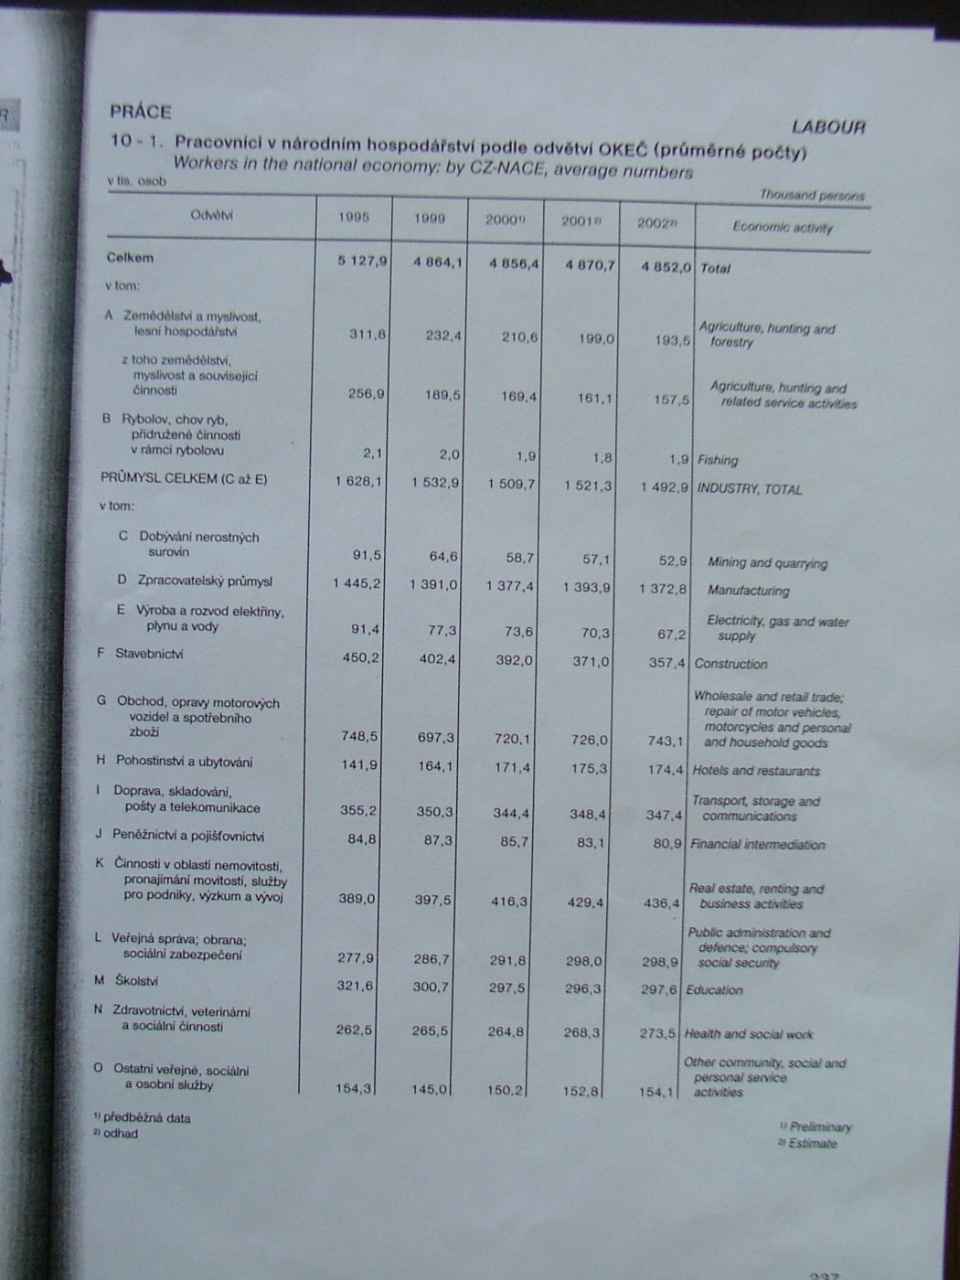 R
PRÁCE
LABOUR
10 - 1. Pracovníci v národním hospodářství podle odvětví OKEČ (průměrné počty)
Workers in the national economy: by CZ-NACE, average numbers
v tis. osob
Thousand persons
Odvětví 1995 1999 2000¹⁾ 2001²⁾ 2002²⁾ Economic activity
Celkem 5 127,9 4 864,1 4 856,4 4 870,7 4 852,0 Total
v tom:
A Zemědělství a myslivost,
lesní hospodářství 311,8 232,4 210,6 199,0 193,5 Agriculture, hunting and
forestry
z toho zemědělství,
myslivost a související
činnosti 256,9 189,5 169,4 161,1 157,5 Agriculture, hunting and
related service activities
B Rybolov, chov ryb,
přidružené činnosti
v rámci rybolovu 2,1 2,0 1,9 1,8 1,9 Fishing
PRŮMYSL CELKEM (C až E) 1 628,1 1 532,9 1 509,7 1 521,3 1 492,9 INDUSTRY, TOTAL
v tom:
C Dobývání nerostných
surovin 91,5 64,6 58,7 57,1 52,9 Mining and quarrying
D Zpracovatelský průmysl 1 445,2 1 391,0 1 377,4 1 393,9 1 372,8 Manufacturing
E Výroba a rozvod elektřiny,
plynu a vody 91,4 77,3 73,6 70,3 67,2 Electricity, gas and water
supply
F Stavebnictví 450,2 402,4 392,0 371,0 357,4 Construction
G Obchod, opravy motorových
vozidel a spotřebního
zboží 748,5 697,3 720,1 726,0 743,1 Wholesale and retail trade;
repair of motor vehicles,
motorcycles and personal
and household goods
H Pohostinství a ubytování 141,9 164,1 171,4 175,3 174,4 Hotels and restaurants
I Doprava, skladování,
pošty a telekomunikace 355,2 350,3 344,4 348,4 347,4 Transport, storage and
communications
J Peněžnictví a pojišťovnictví 84,8 87,3 85,7 83,1 80,9 Financial intermediation
K Činnosti v oblasti nemovitostí,
pronajímání movitostí, služby
pro podniky, výzkum a vývoj 389,0 397,5 416,3 429,4 436,4 Real estate, renting and
business activities
L Veřejná správa; obrana;
sociální zabezpečení 277,9 286,7 291,8 298,0 298,9 Public administration and
defence; compulsory
social security
M Školství 321,6 300,7 297,5 296,3 297,6 Education
N Zdravotnictví, veterinární
a sociální činnosti 262,5 265,5 264,8 268,3 273,5 Health and social work
O Ostatní veřejné, sociální
a osobní služby 154,3 145,0 150,2 152,8 154,1 Other community, social and
personal service
activities
¹⁾ předběžná data
²⁾ odhad
¹⁾ Preliminary
²⁾ Estimate